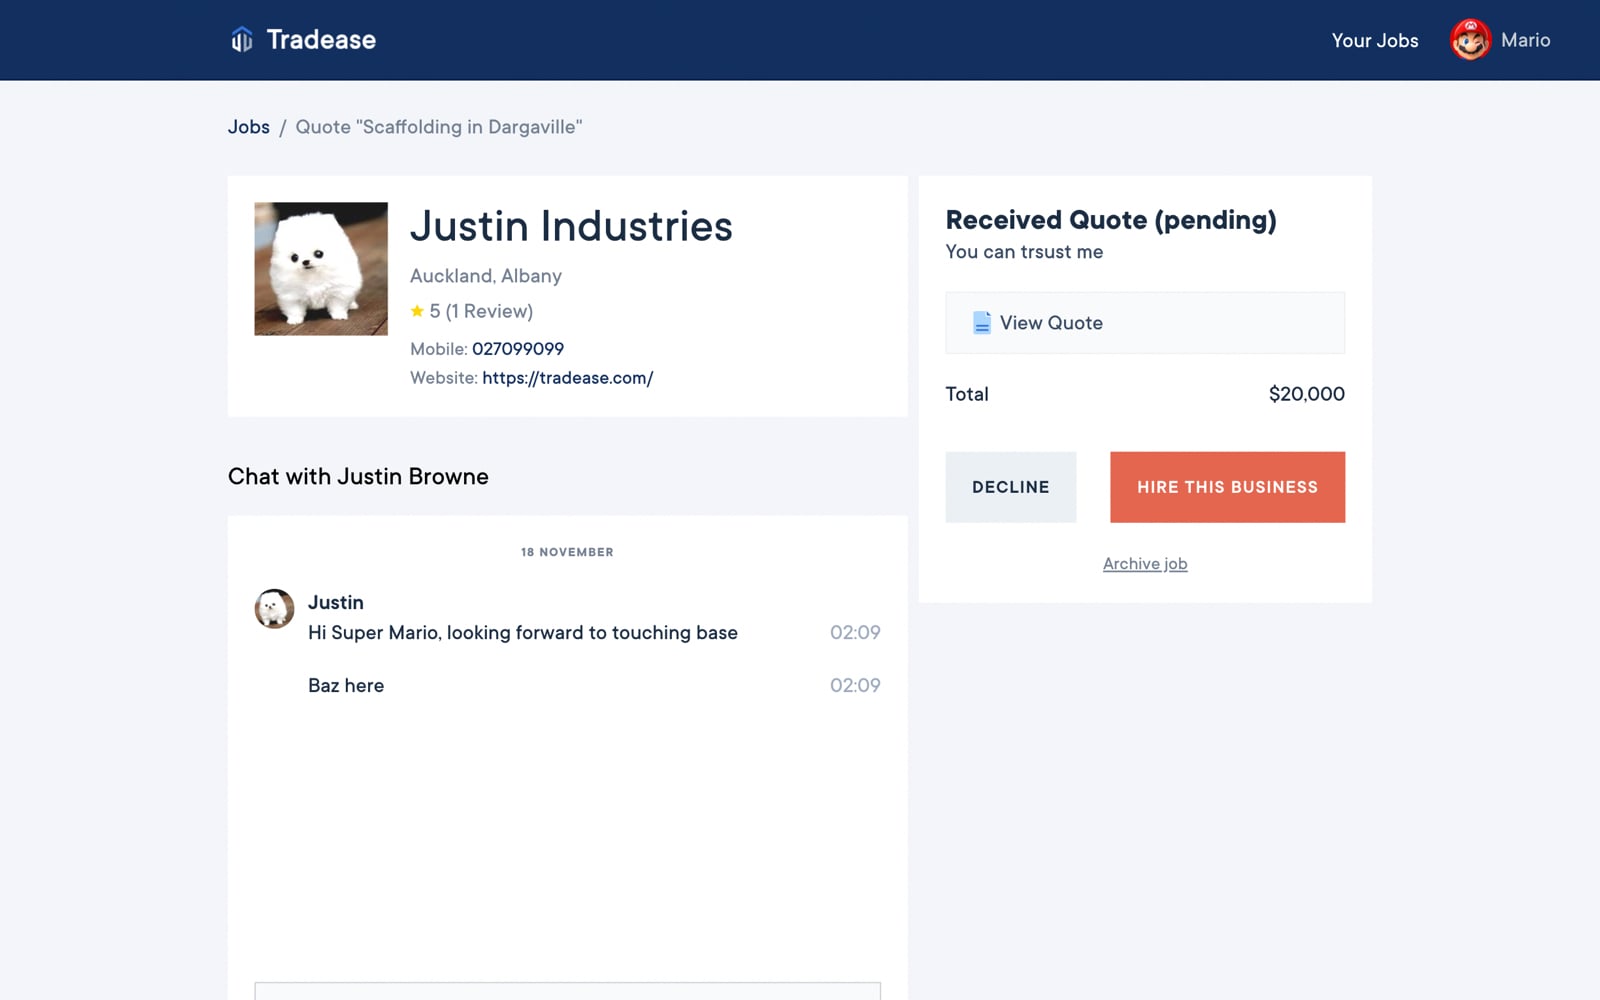 Tradease
Your Jobs
Mario
Jobs / Quote "Scaffolding in Dargaville"
Justin Industries
Auckland, Albany
5 (1 Review)
Mobile: 027099099
Website: https://tradease.com/
Received Quote (pending)
You can trsust me
View Quote
Total $20,000
DECLINE
HIRE THIS BUSINESS
Archive job
Chat with Justin Browne
18 NOVEMBER
Justin
Hi Super Mario, looking forward to touching base 02:09
Baz here 02:09